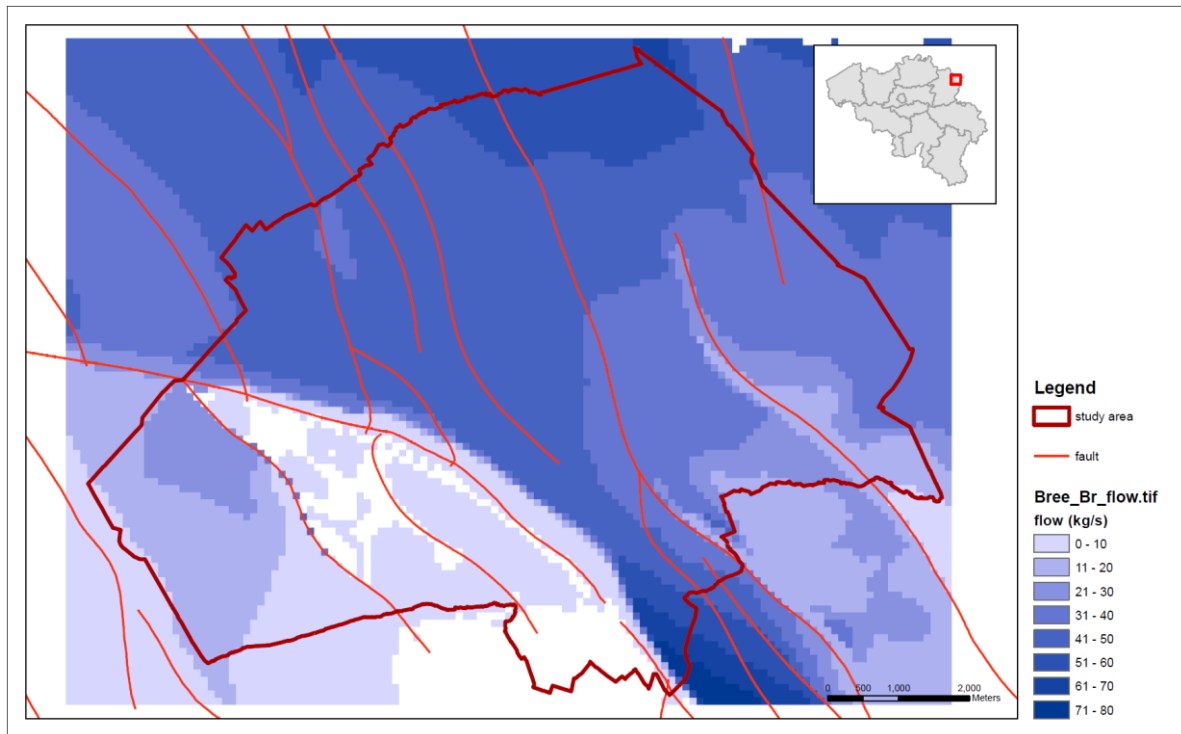 Legend
study area
fault
Bree_Br_flow.tif
flow (kg/s)
0 - 10
11 - 20
21 - 30
31 - 40
41 - 50
51 - 60
61 - 70
71 - 80
0 500 1,000 2,000
Meters